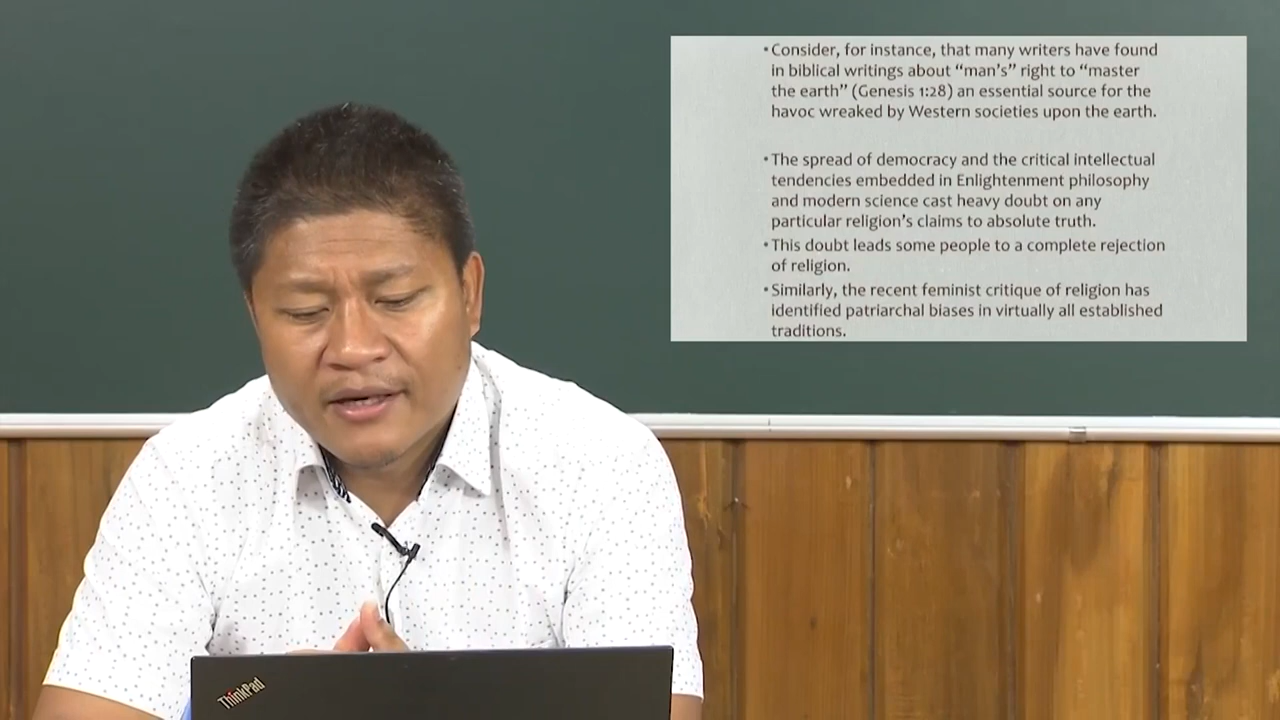 •Consider, for instance, that many writers have found
in biblical writings about “man’s” right to “master
the earth” (Genesis 1:28) an essential source for the
havoc wreaked by Western societies upon the earth.
•The spread of democracy and the critical intellectual
tendencies embedded in Enlightenment philosophy
and modern science cast heavy doubt on any
particular religion’s claims to absolute truth.
•This doubt leads some people to a complete rejection
of religion.
•Similarly, the recent feminist critique of religion has
identified patriarchal biases in virtually all established
traditions.
ThinkPad